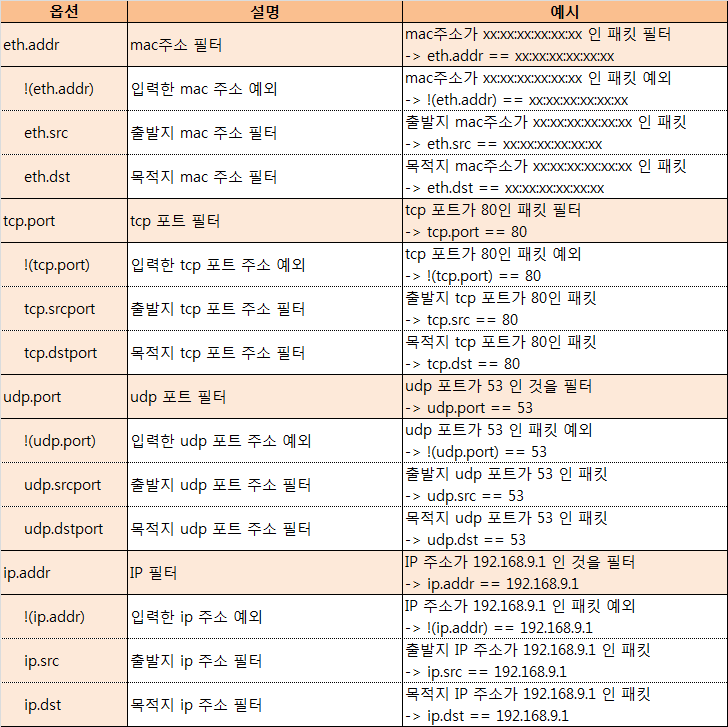 옵션 설명 예시
eth.addr mac주소 필터 mac주소가 xx:xx:xx:xx:xx:xx 인 패킷 필터
-> eth.addr == xx:xx:xx:xx:xx:xx
!(eth.addr) 입력한 mac 주소 예외 mac주소가 xx:xx:xx:xx:xx:xx 인 패킷 예외
-> !(eth.addr) == xx:xx:xx:xx:xx:xx
eth.src 출발지 mac 주소 필터 출발지 mac주소가 xx:xx:xx:xx:xx:xx 인 패킷
-> eth.src == xx:xx:xx:xx:xx:xx
eth.dst 목적지 mac 주소 필터 목적지 mac주소가 xx:xx:xx:xx:xx:xx 인 패킷
-> eth.dst == xx:xx:xx:xx:xx:xx
tcp.port tcp 포트 필터 tcp 포트가 80인 패킷 필터
-> tcp.port == 80
!(tcp.port) 입력한 tcp 포트 주소 예외 tcp 포트가 80인 패킷 예외
-> !(tcp.port) == 80
tcp.srcport 출발지 tcp 포트 주소 필터 출발지 tcp 포트가 80인 패킷
-> tcp.src == 80
tcp.dstport 목적지 tcp 포트 주소 필터 목적지 tcp 포트가 80인 패킷
-> tcp.dst == 80
udp.port udp 포트 필터 udp 포트가 53 인 것을 필터
-> udp.port == 53
!(udp.port) 입력한 udp 포트 주소 예외 udp 포트가 53 인 패킷 예외
-> !(udp.port) == 53
udp.srcport 출발지 udp 포트 주소 필터 출발지 udp 포트가 53 인 패킷
-> udp.src == 53
udp.dstport 목적지 udp 포트 주소 필터 목적지 udp 포트가 53 인 패킷
-> udp.dst == 53
ip.addr IP 필터 IP 주소가 192.168.9.1 인 것을 필터
-> ip.addr == 192.168.9.1
!(ip.addr) 입력한 ip 주소 예외 IP 주소가 192.168.9.1 인 패킷 예외
-> !(ip.addr) == 192.168.9.1
ip.src 출발지 ip 주소 필터 출발지 IP 주소가 192.168.9.1 인 패킷
-> ip.src == 192.168.9.1
ip.dst 목적지 ip 주소 필터 목적지 IP 주소가 192.168.9.1 인 패킷
-> ip.dst == 192.168.9.1